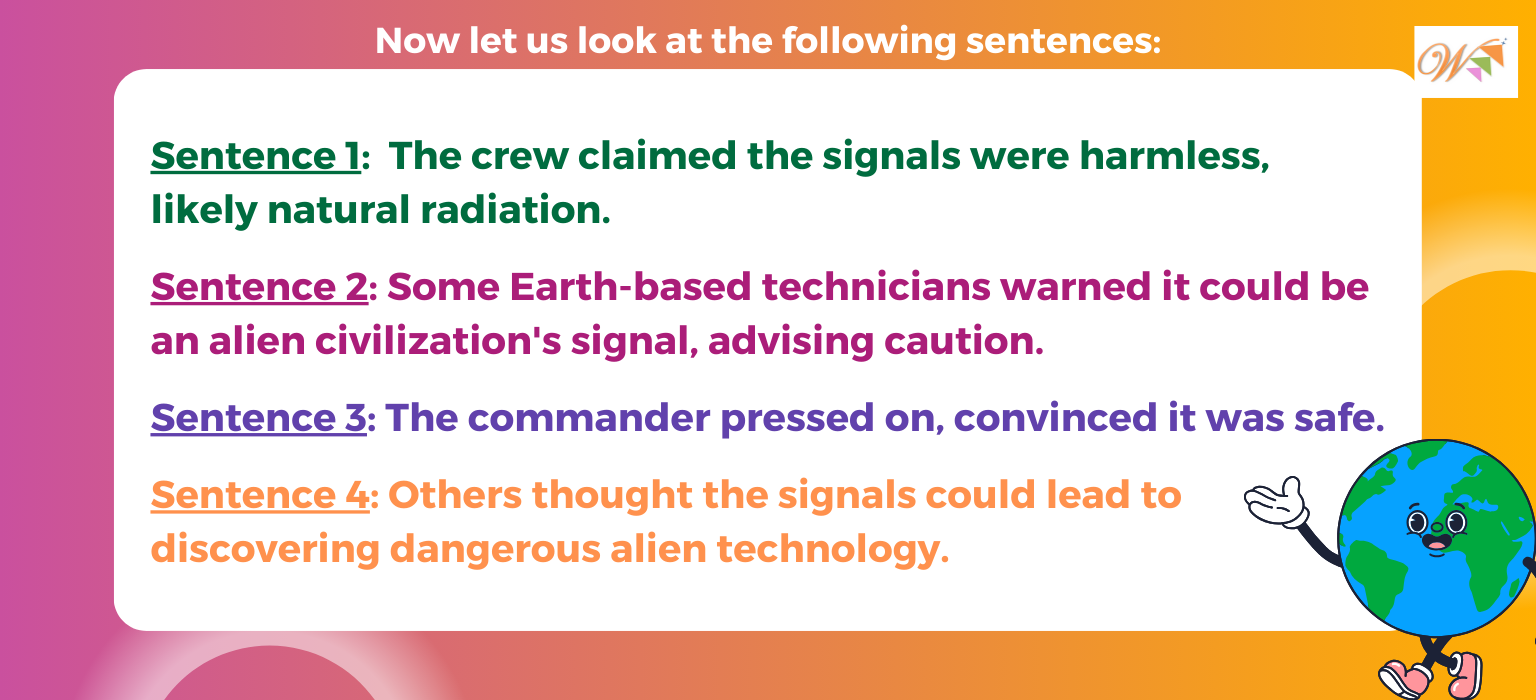 Now let us look at the following sentences:
W
Sentence 1:  The crew claimed the signals were harmless,
likely natural radiation.
Sentence 2: Some Earth-based technicians warned it could be
an alien civilization's signal, advising caution.
Sentence 3: The commander pressed on, convinced it was safe.
Sentence 4: Others thought the signals could lead to
discovering dangerous alien technology.